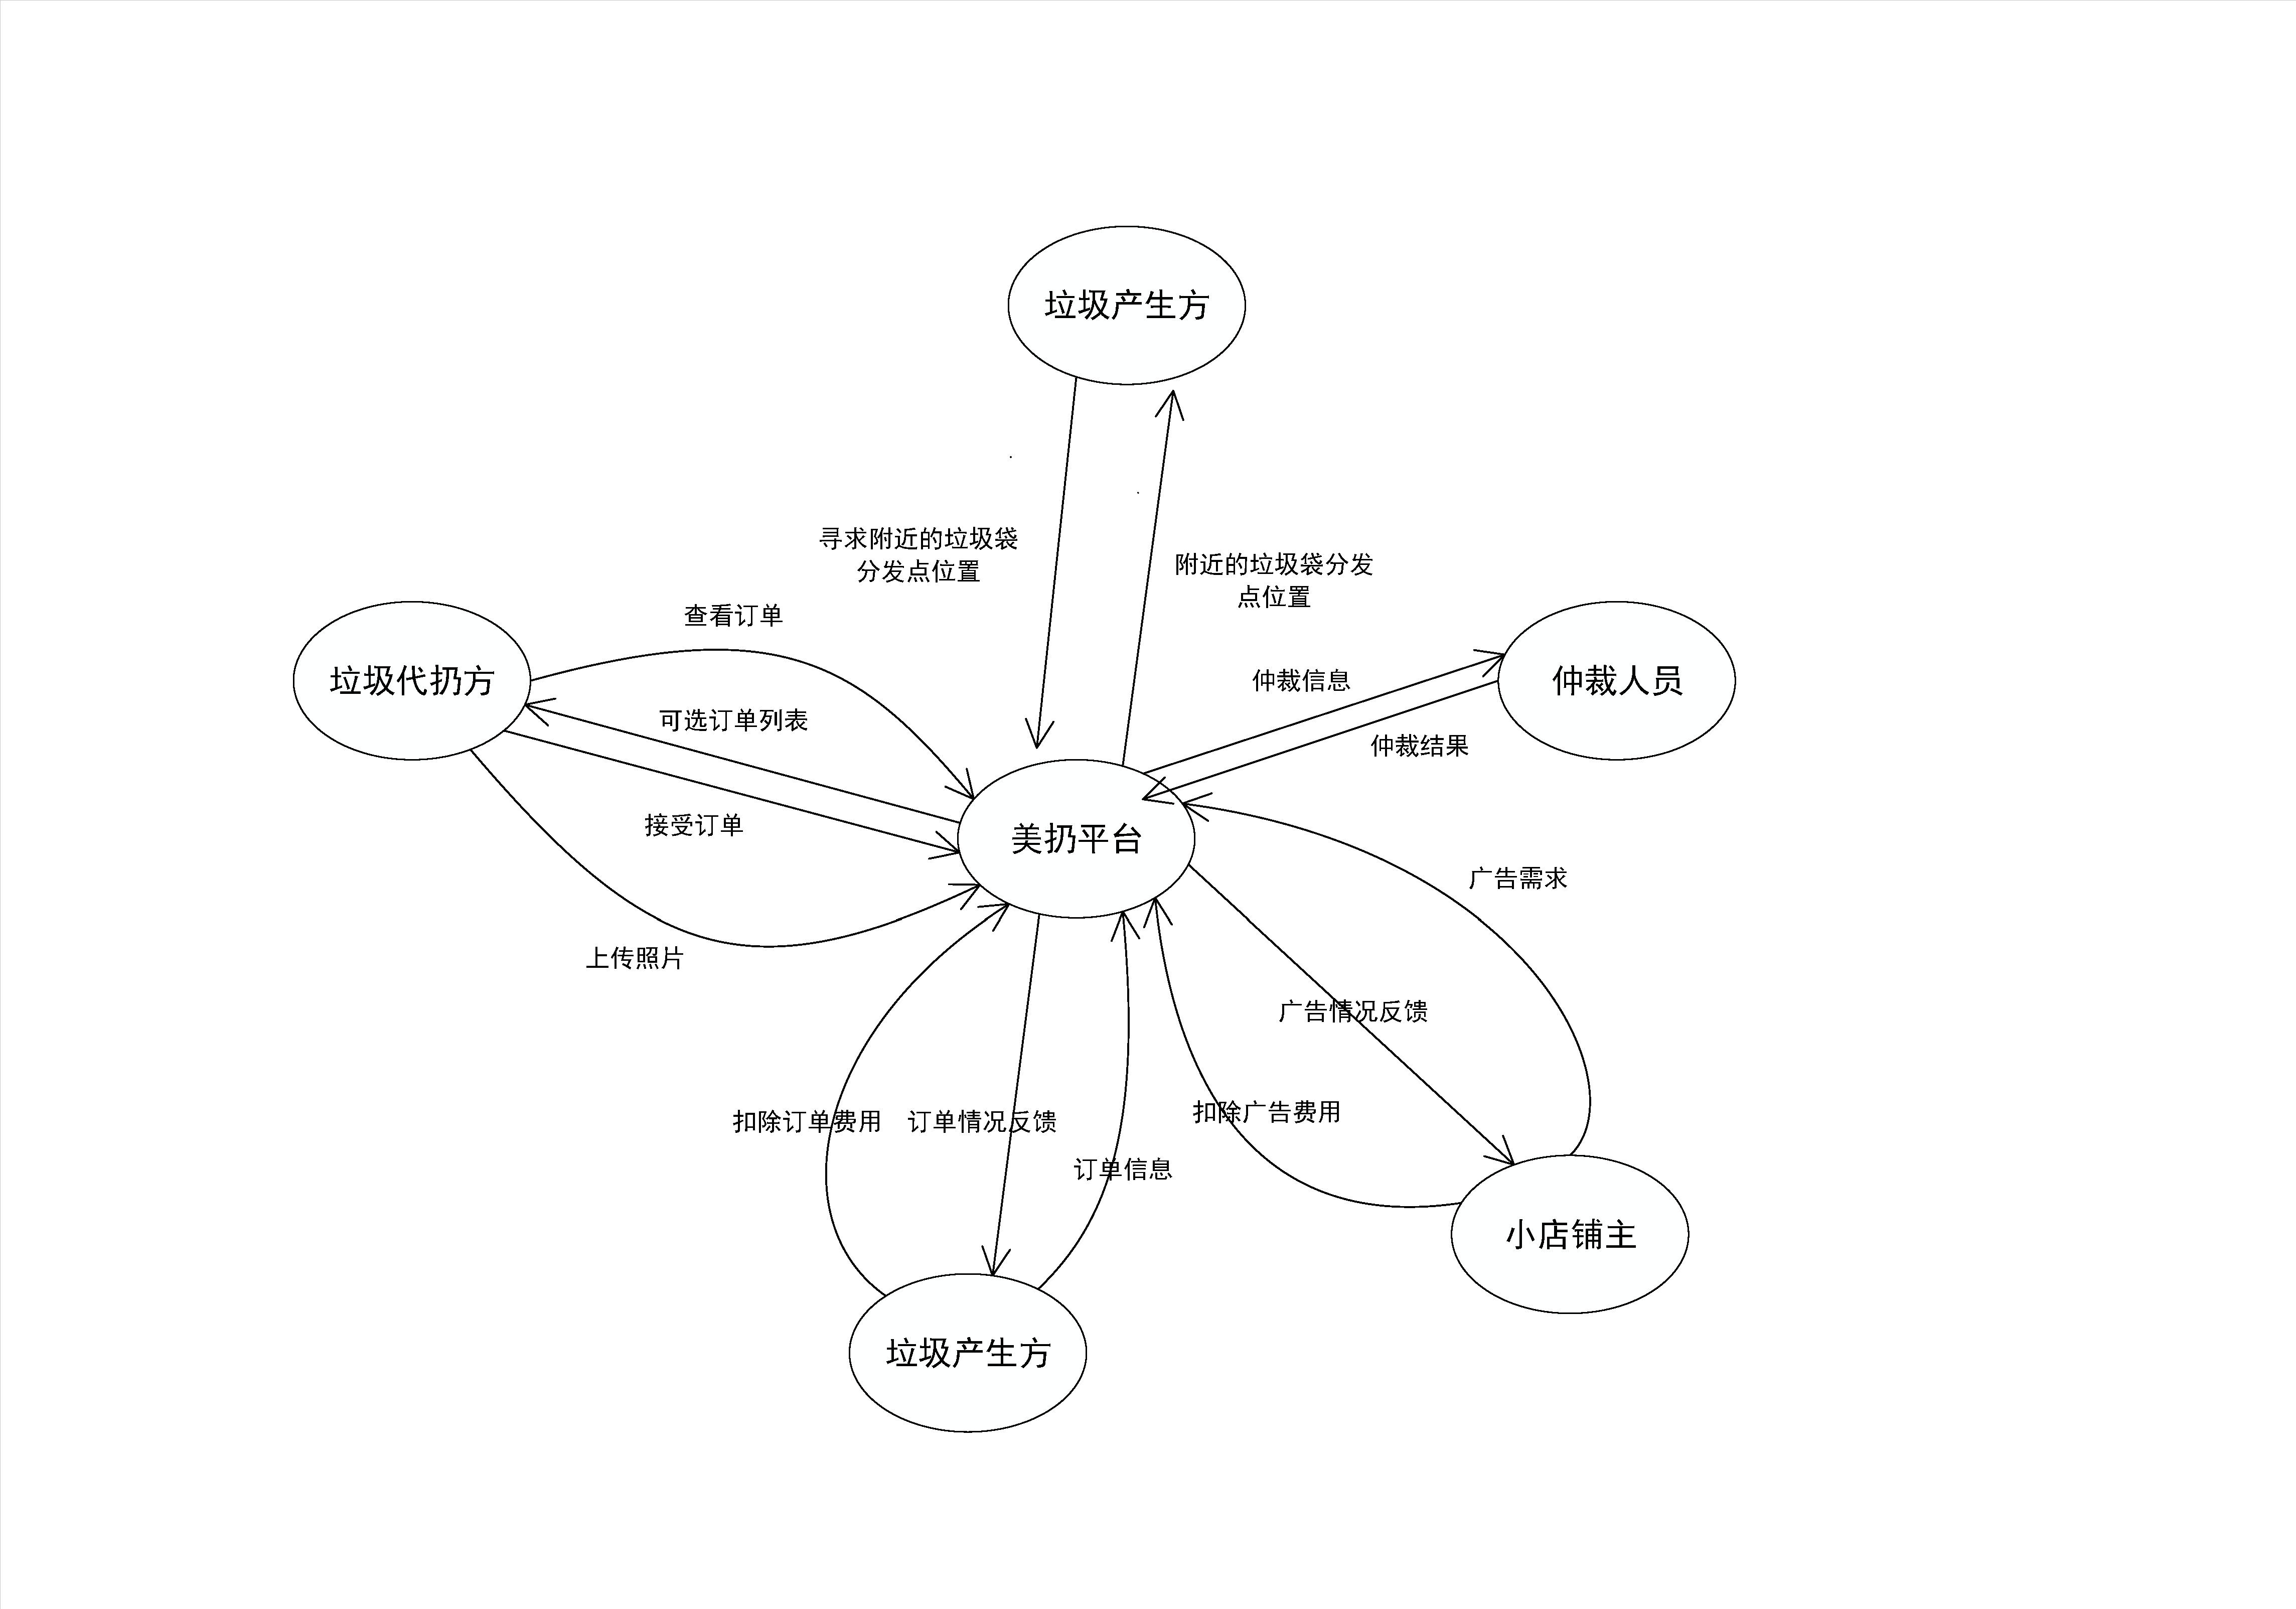 垃圾产生方
寻求附近的垃圾袋
分发点位置
附近的垃圾袋分发
点位置
查看订单
垃圾代扔方
可选订单列表
仲裁信息
仲裁人员
仲裁结果
接受订单
美扔平台
广告需求
上传照片
广告情况反馈
扣除订单费用
订单情况反馈
扣除广告费用
订单信息
小店铺主
垃圾产生方